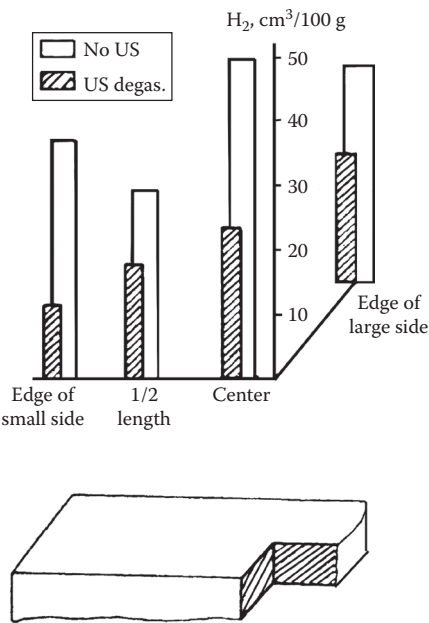 H₂, cm³/100 g
No US
US degas.
50
40
30
20
10
Edge of
large side
Edge of
small side
1/2
length
Center